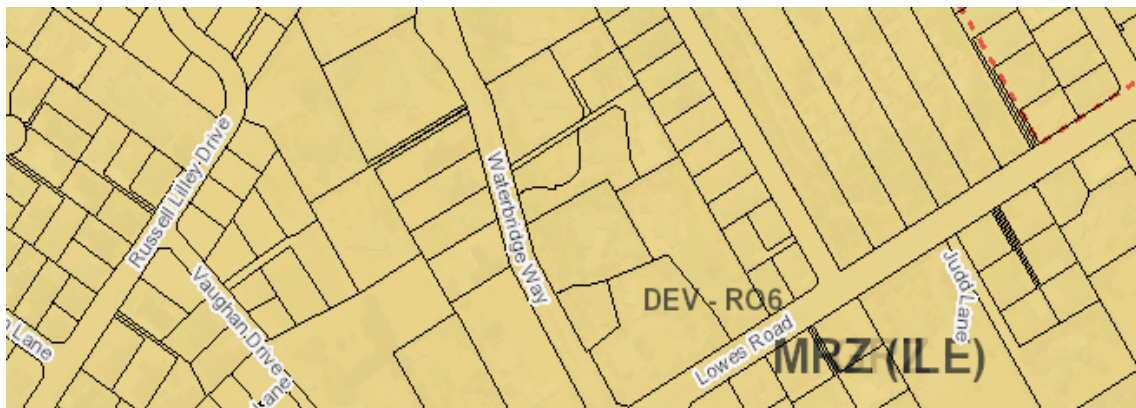 Russell Lilley Drive
Waterbridge Way
Vaughan Drive
Lane
Lane
DEV - RO6
Lowes Road
MRZ (ILE)
Judd Lane